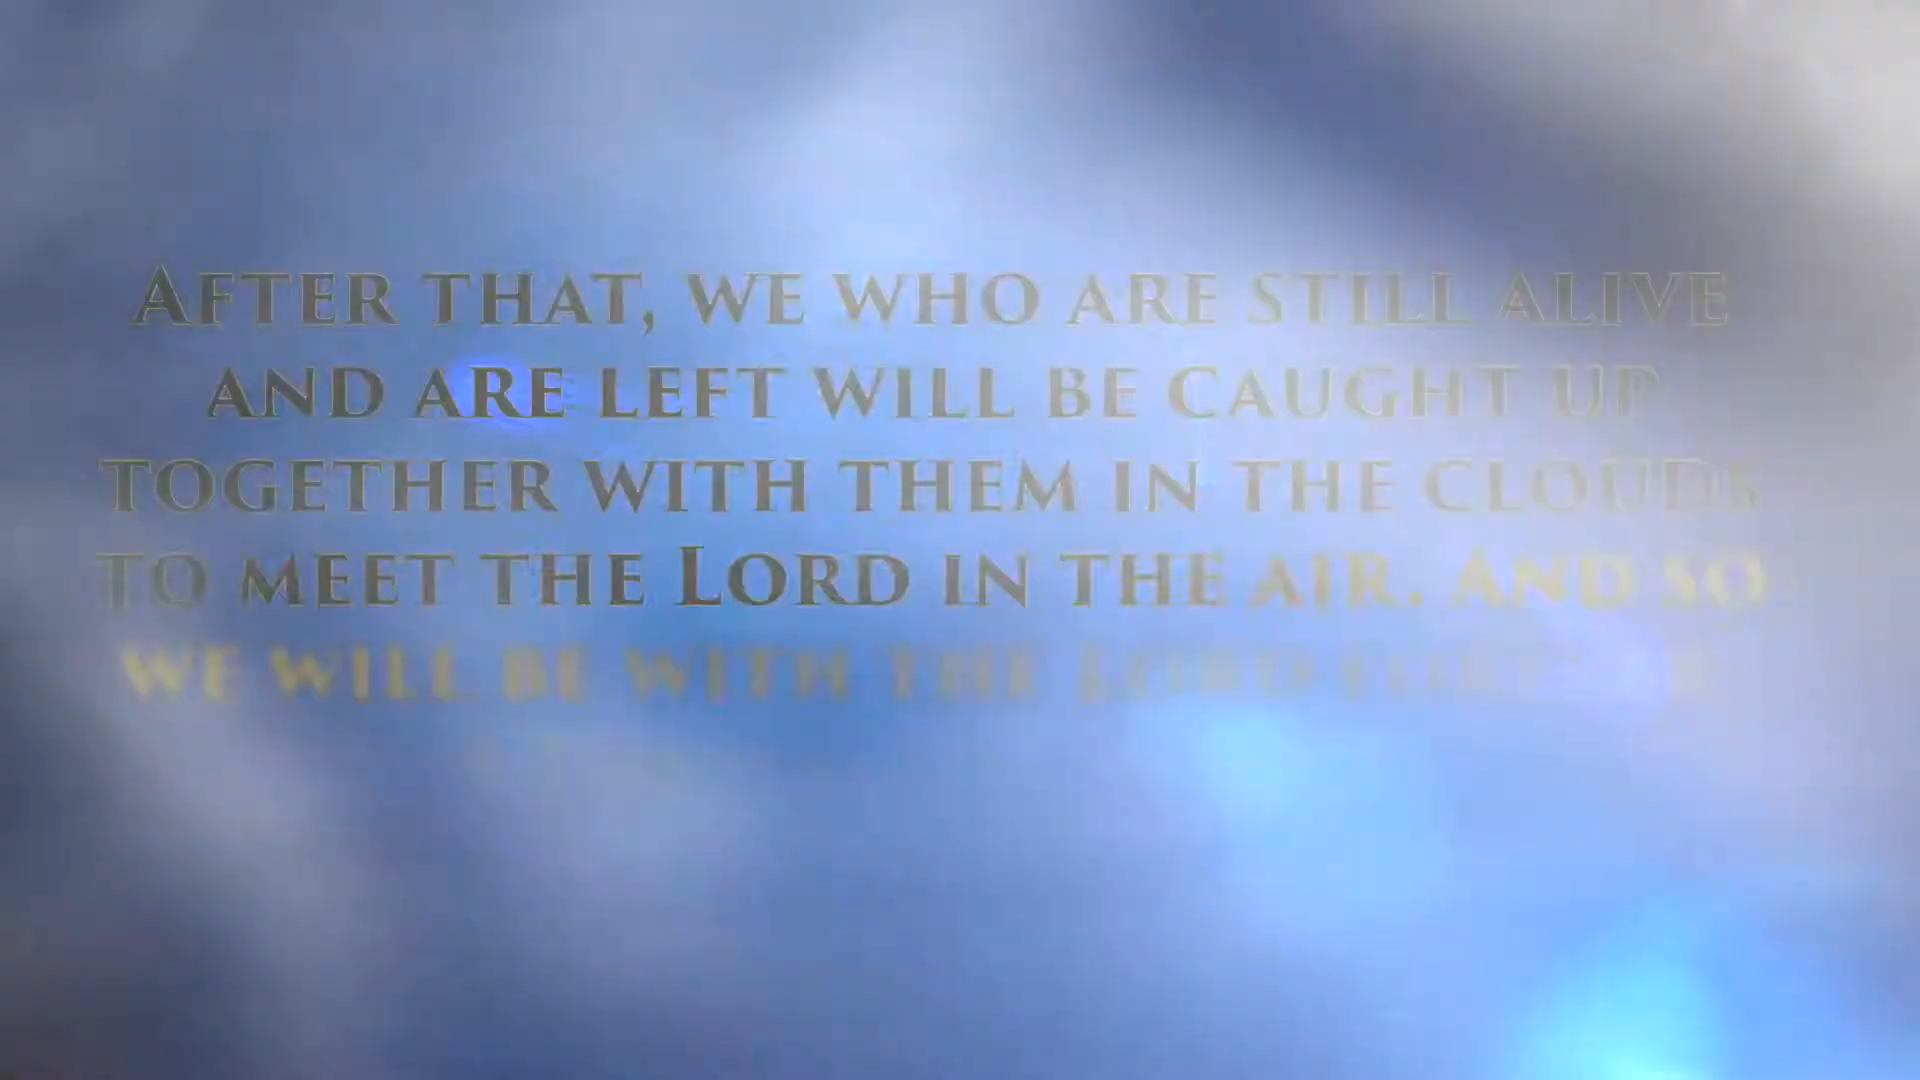 After that, we who are still alive
and are left will be caught up
together with them in the clouds
to meet the Lord in the air. And so
we will be with the Lord